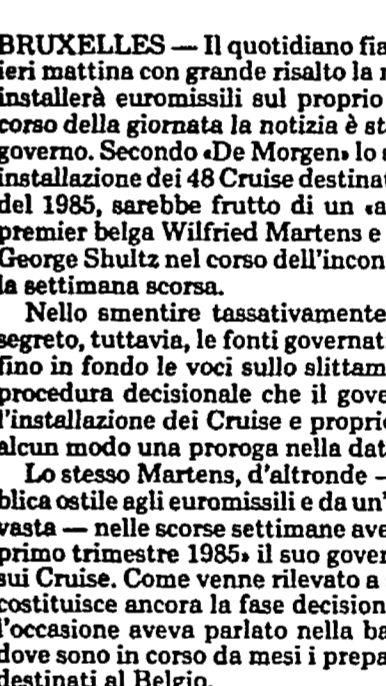 BRUXELLES — Il quotidiano fia
ieri mattina con grande risalto la
installerà euromissili sul proprio
corso della giornata la notizia è st
governo. Secondo «De Morgen» lo s
installazione dei 48 Cruise destinat
del 1985, sarebbe frutto di un «a
premier belga Wilfried Martens e
George Shultz nel corso dell'incon
la settimana scorsa.
Nello smentire tassativamente
segreto, tuttavia, le fonti governat
fino in fondo le voci sullo slittam
procedura decisionale che il gove
l'installazione dei Cruise e propri
alcun modo una proroga nella dat
Lo stesso Martens, d'altronde —
blica ostile agli euromissili e da un'
vasta — nelle scorse settimane ave
primo trimestre 1985» il suo gover
sui Cruise. Come venne rilevato a
costituisce ancora la fase decision
l'occasione aveva parlato nella ba
dove sono in corso da mesi i prepa
destinati al Belgio.